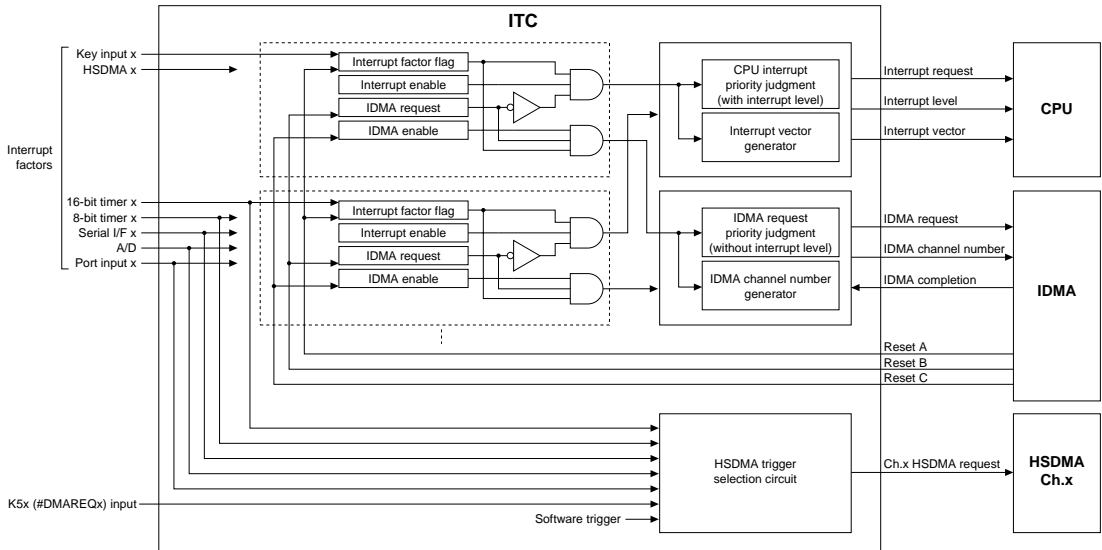 ITC
Key input x
HSDMA x
Interrupt factors
16-bit timer x
8-bit timer x
Serial I/F x
A/D
Port input x
Interrupt factor flag
Interrupt enable
IDMA request
IDMA enable
Interrupt factor flag
Interrupt enable
IDMA request
IDMA enable
CPU interrupt
priority judgment
(with interrupt level)
Interrupt vector
generator
IDMA request
priority judgment
(without interrupt level)
IDMA channel number
generator
Interrupt request
Interrupt level
Interrupt vector
CPU
IDMA request
IDMA channel number
IDMA completion
IDMA
Reset A
Reset B
Reset C
HSDMA trigger
selection circuit
Ch.x HSDMA request
HSDMA
Ch.x
K5x (#DMAREQx) input
Software trigger